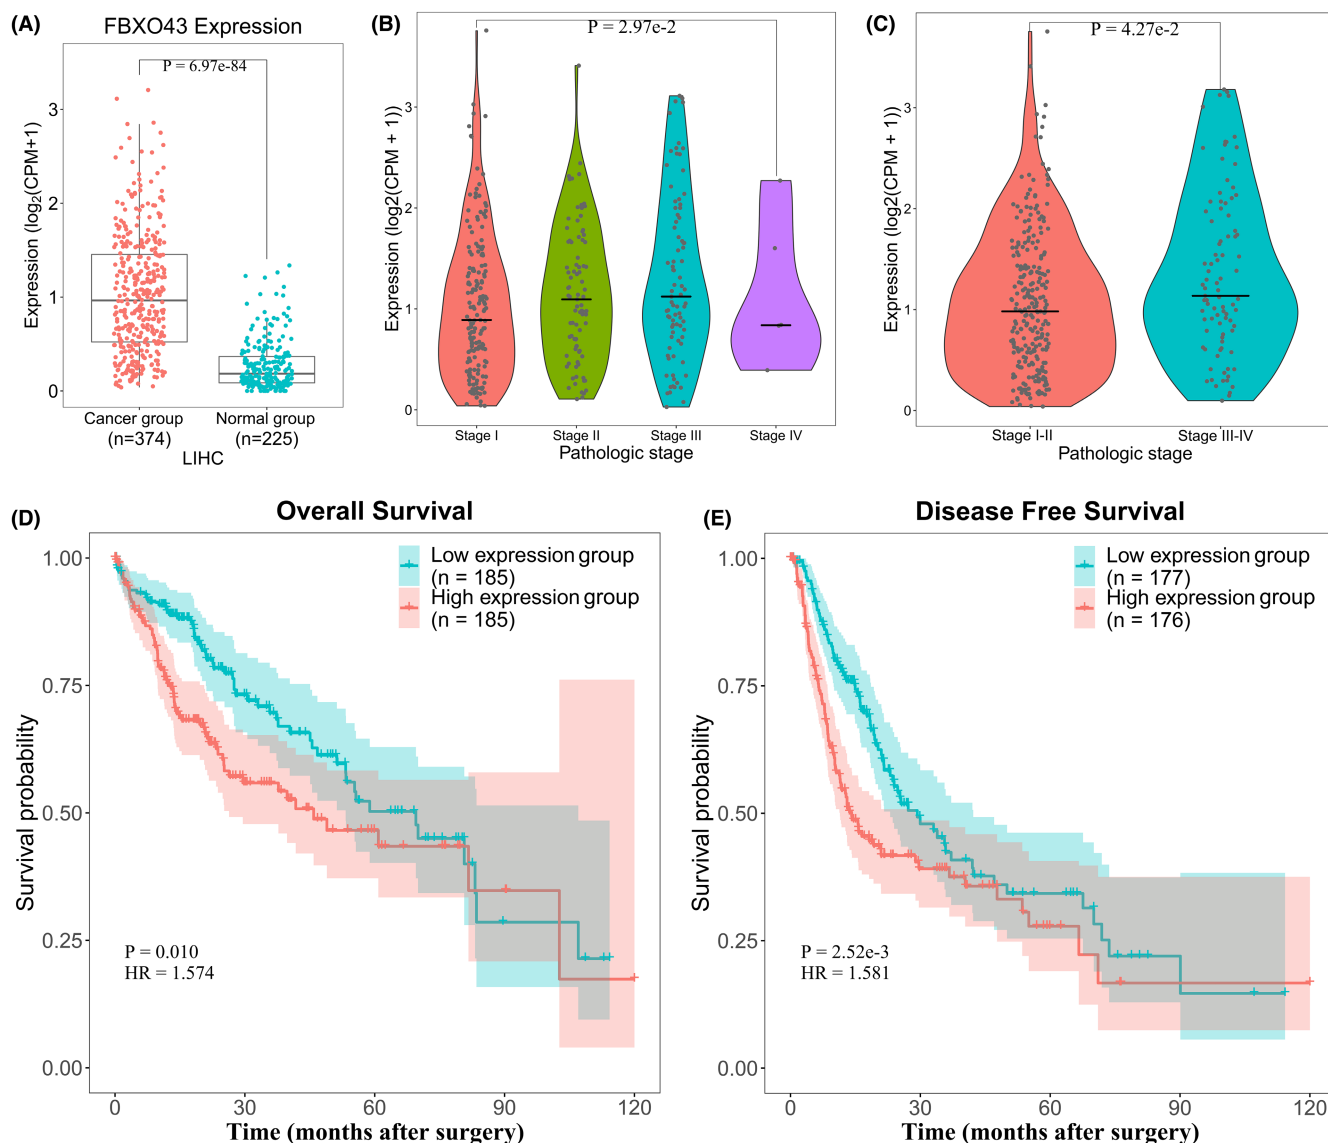 (A)
FBXO43 Expression
P = 6.97e-84
Expression (log2(CPM+1)
3
2
1
0
Cancer group
(n=374)
Normal group
(n=225)
LIHC
(B)
P = 2.97e-2
Expression (log2(CPM + 1))
3
2
1
0
Stage I
Stage II
Stage III
Stage IV
Pathologic stage
(C)
P = 4.27e-2
Expression (log2(CPM + 1))
3
2
1
0
Stage I-II
Stage III-IV
Pathologic stage
(D)
Overall Survival
Low expression group
(n = 185)
High expression group
(n = 185)
Survival probability
1.00
0.75
0.50
0.25
0.00
P = 0.010
HR = 1.574
0
30
60
90
120
Time (months after surgery)
(E)
Disease Free Survival
Low expression group
(n = 177)
High expression group
(n = 176)
Survival probability
1.00
0.75
0.50
0.25
0.00
P = 2.52e-3
HR = 1.581
0
30
60
90
120
Time (months after surgery)